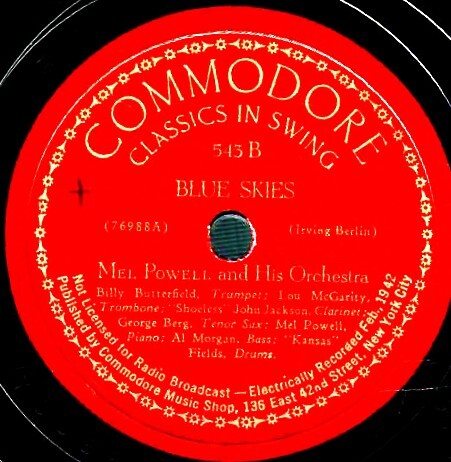 COMMODORE
CLASSICS IN SWING
543 B
BLUE SKIES
(76988A) (Irving Berlin)
MEL POWELL and HIS ORCHESTRA
Billy Butterfield, Trumpet; Lou McGarity,
Trombone; "Shoeless" John Jackson, Clarinet;
George Berg, Tenor Sax; Mel Powell,
Piano; Al Morgan, Bass; "Kansas"
Fields, Drums.
Not Licensed for Radio Broadcast — Electrically Recorded Feb. 1942
Published by Commodore Music Shop, 136 East 42nd Street, New York City